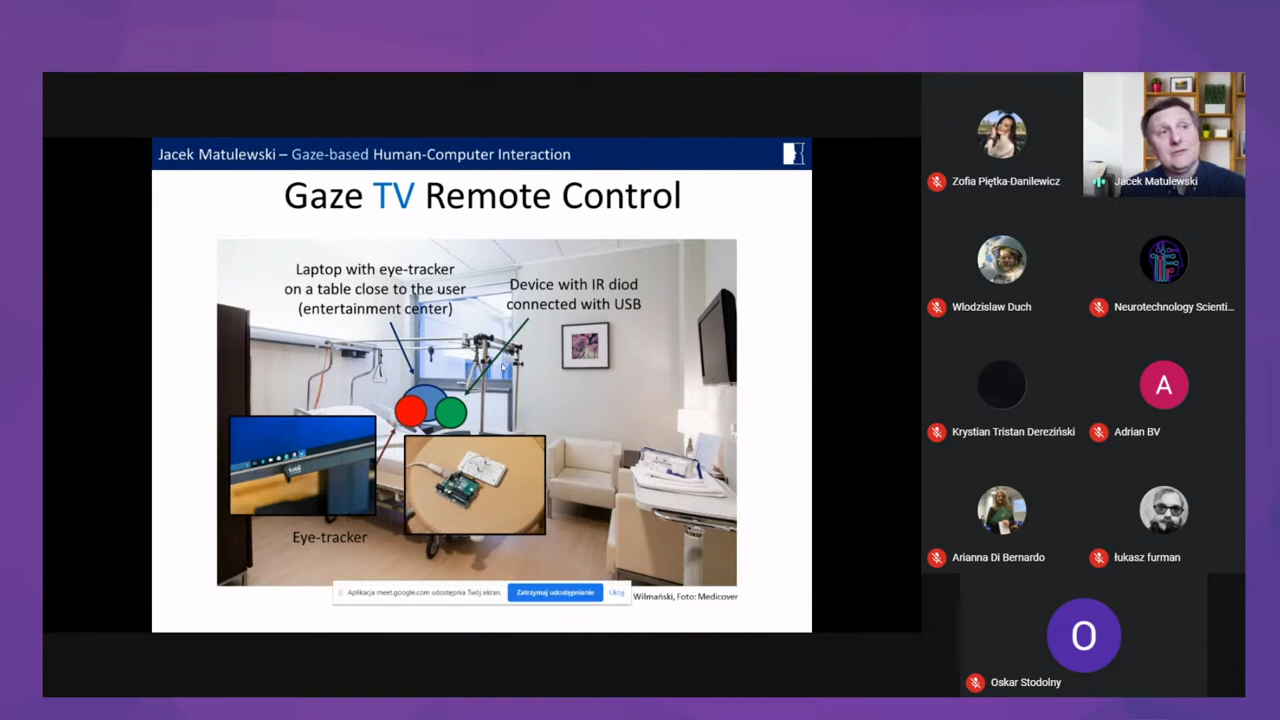 Jacek Matulewski – Gaze-based Human-Computer Interaction
Gaze TV Remote Control
Laptop with eye-tracker
on a table close to the user
(entertainment center)
Device with IR diod
connected with USB
Eye-tracker
Aplikacja meet.google.com udostępnia Twój ekran.
Zatrzymaj udostępnianie
Ukryj
Wilmański, Foto: Medicover
Zofia Piętka-Danilewicz
Jacek Matulewski
Wlodzislaw Duch
Neurotechnology Scienti...
Krystian Tristan Dereziński
A
Adrian BV
Arianna Di Bernardo
łukasz furman
O
Oskar Stodolny